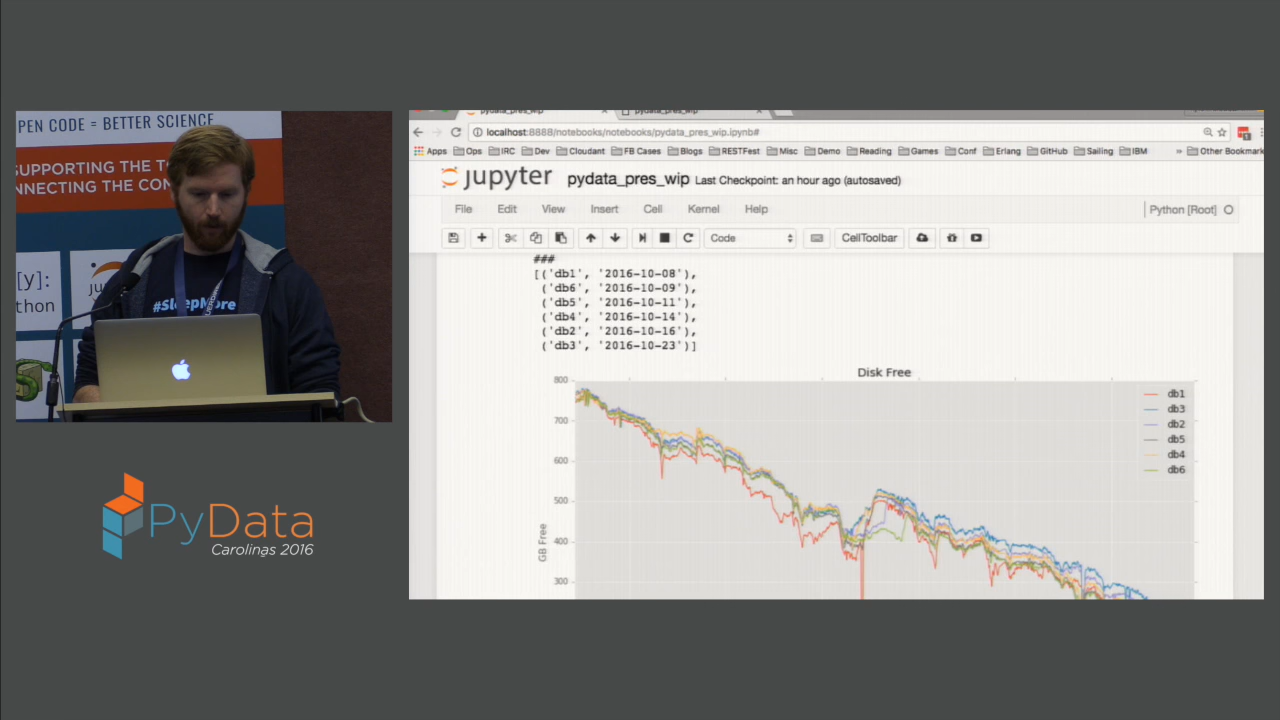 PEN CODE = BETTER SCIENCE
SUPPORTING THE T
NNECTING THE CON
[y]:
thon
ju
#SleepMore
PyData
Carolinas 2016
pydata_pres_wip
pydata_pres_wip
localhost:8888/notebooks/notebooks/pydata_pres_wip.ipynb#
Apps Ops IRC Dev Cloudant FB Cases Blogs RESTFest Misc Demo Reading Games Conf Erlang GitHub Sailing IBM » Other Bookmark
jupyter pydata_pres_wip Last Checkpoint: an hour ago (autosaved)
File Edit View Insert Cell Kernel Help Python [Root]
Code CellToolbar
###
[('db1', '2016-10-08'),
('db6', '2016-10-09'),
('db5', '2016-10-11'),
('db4', '2016-10-14'),
('db2', '2016-10-16'),
('db3', '2016-10-23')]
Disk Free
800
700
600
500
400
300
GB Free
db1
db3
db2
db5
db4
db6